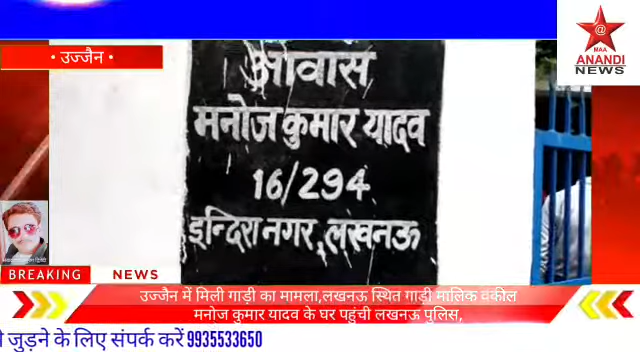 • उज्जैन •
MAA
ANANDI
NEWS
आवास
मनोज कुमार यादव
16/294
इन्दिरा नगर,लखनऊ
BREAKING NEWS
उज्जैन में मिली गाड़ी का मामला,लखनऊ स्थित गाड़ी मालिक वकील
मनोज कुमार यादव के घर पहुंची लखनऊ पुलिस,
जुड़ने के लिए संपर्क करें 9935533650